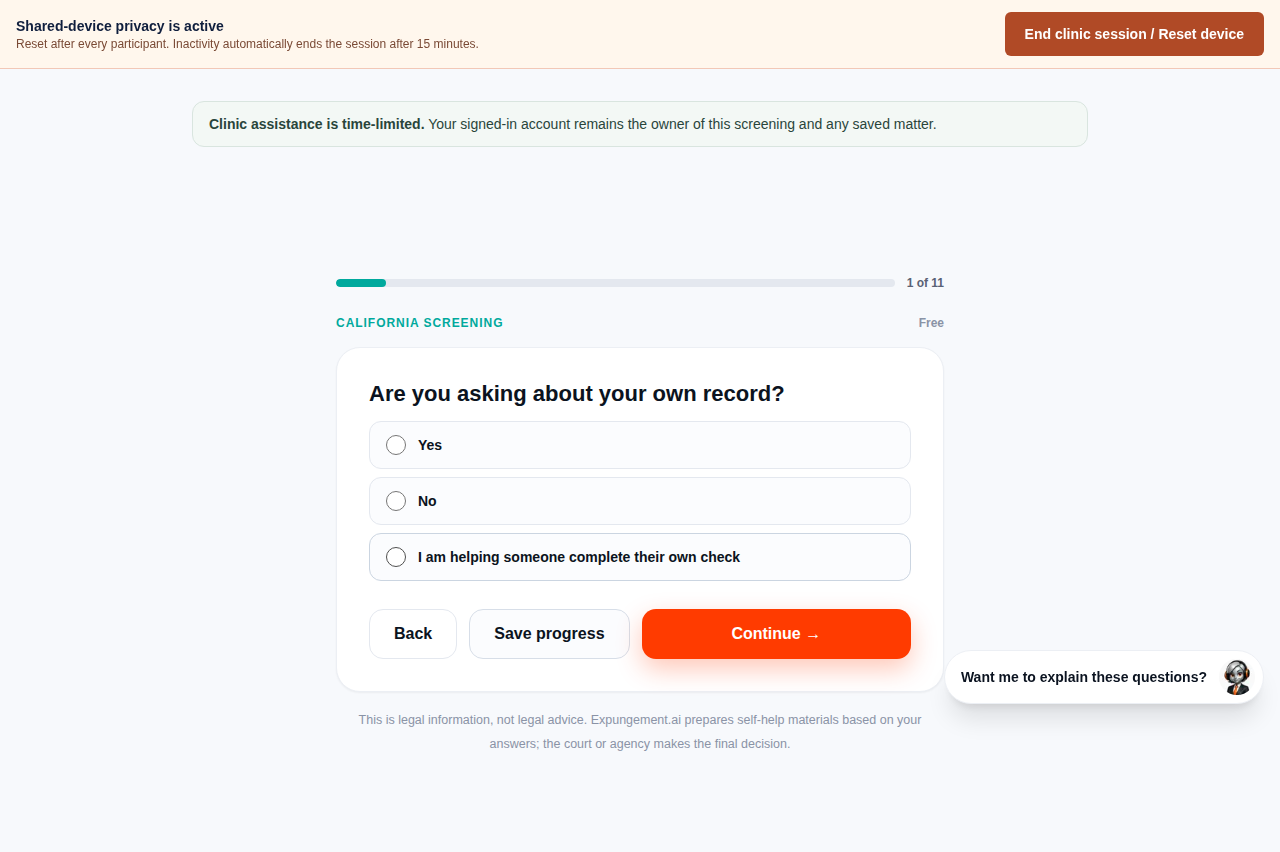 Shared-device privacy is active
Reset after every participant. Inactivity automatically ends the session after 15 minutes.
End clinic session / Reset device
Clinic assistance is time-limited. Your signed-in account remains the owner of this screening and any saved matter.
1 of 11
CALIFORNIA SCREENING
Free
Are you asking about your own record?
Yes
No
I am helping someone complete their own check
Back
Save progress
Continue →
Want me to explain these questions?
This is legal information, not legal advice. Expungement.ai prepares self-help materials based on your
answers; the court or agency makes the final decision.